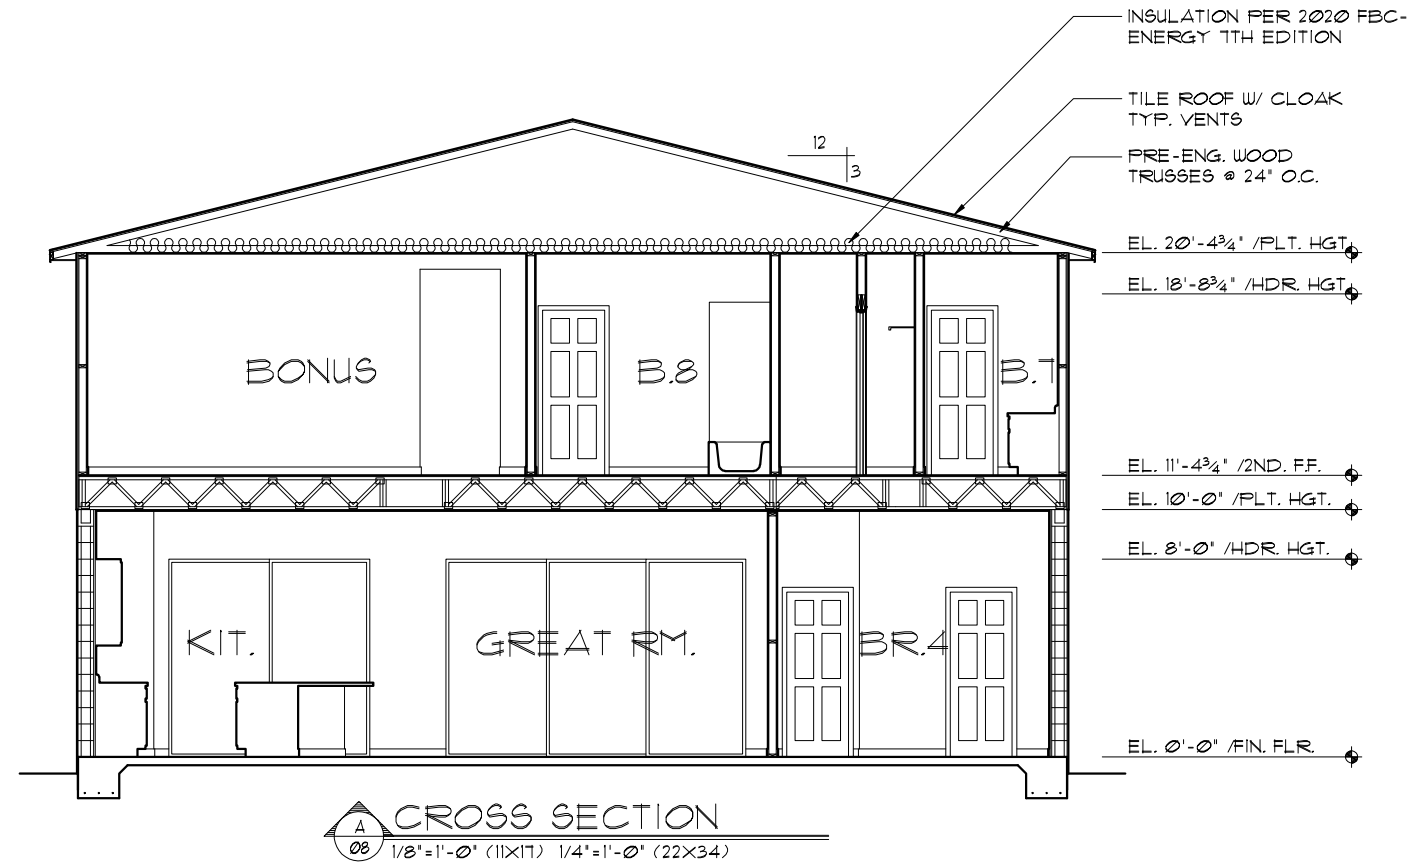 INSULATION PER 2020 FBC-
ENERGY 7TH EDITION
TILE ROOF W/ CLOAK
TYP. VENTS
12
3
PRE-ENG. WOOD
TRUSSES @ 24" O.C.
EL. 20'-4¾" /PLT. HGT.
EL. 18'-8¾" /HDR. HGT.
BONUS
B.8
B.7
EL. 11'-4¾" /2ND. F.F.
EL. 10'-0" /PLT. HGT.
EL. 8'-0" /HDR. HGT.
KIT.
GREAT RM.
BR.4
EL. 0'-0" /FIN. FLR.
A
08
CROSS SECTION
1/8"=1'-0" (11X17) 1/4"=1'-0" (22X34)